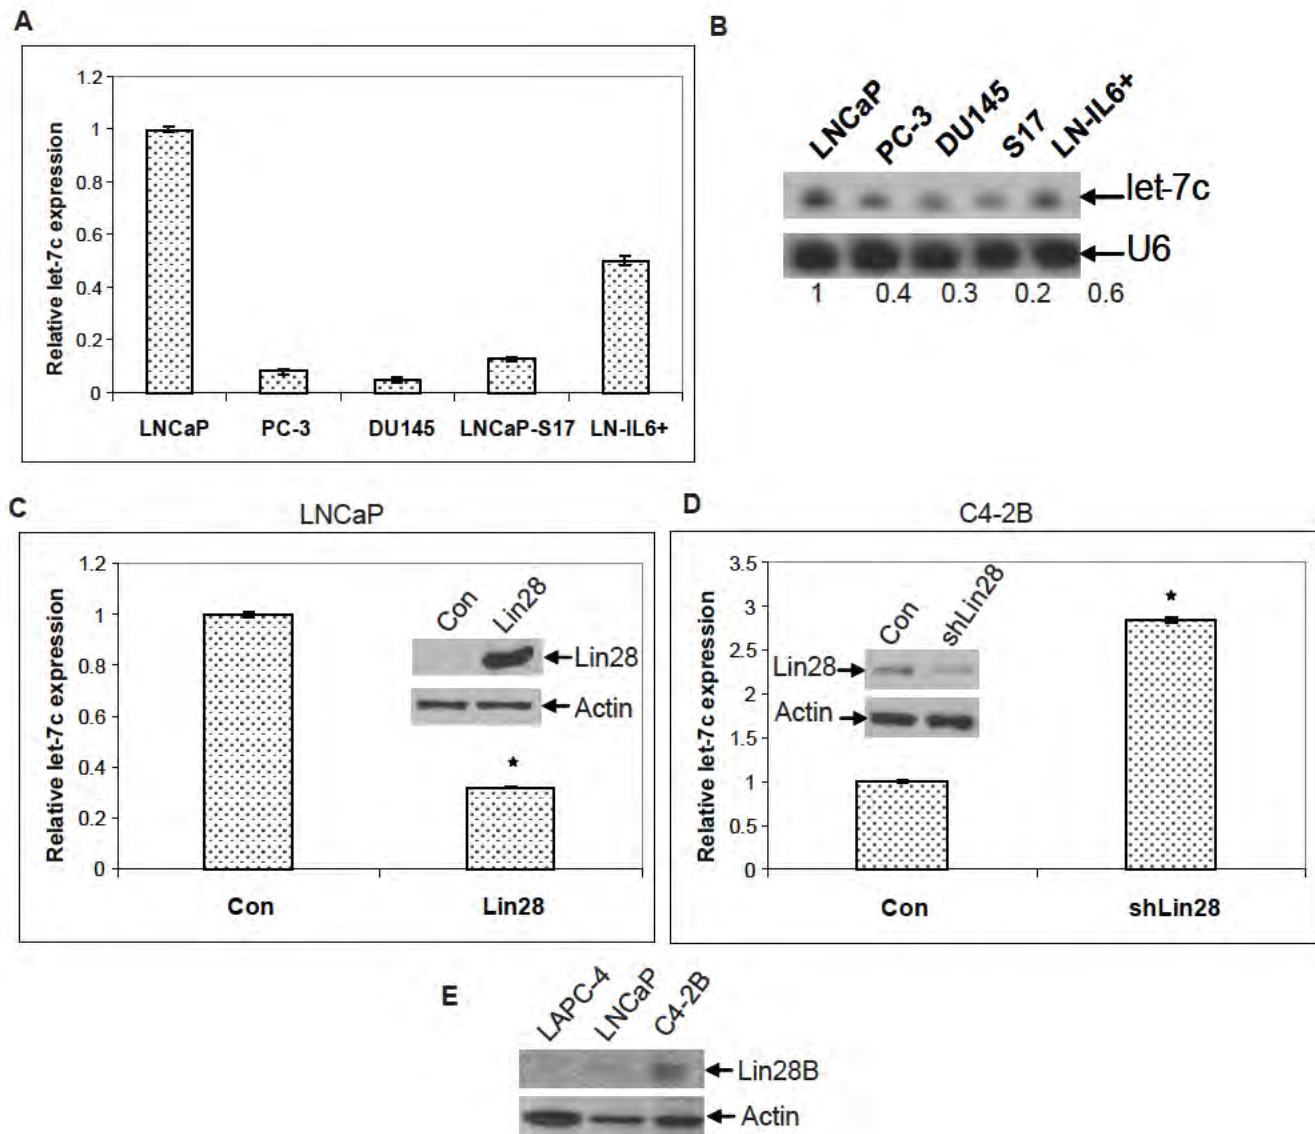 A
Relative let-7c expression
1.2
1
0.8
0.6
0.4
0.2
0
LNCaP PC-3 DU145 LNCaP-S17 LN-IL6+
B
LNCaP PC-3 DU145 S17 LN-IL6+
let-7c
U6
1 0.4 0.3 0.2 0.6
C
LNCaP
Relative let-7c expression
1.2
1
0.8
0.6
0.4
0.2
0
Con Lin28
Lin28
Actin
★
Con Lin28
D
C4-2B
Relative let-7c expression
3.5
3
2.5
2
1.5
1
0.5
0
Con shLin28
Lin28
Actin
★
Con shLin28
E
LAPC-4 LNCaP C4-2B
Lin28B
Actin